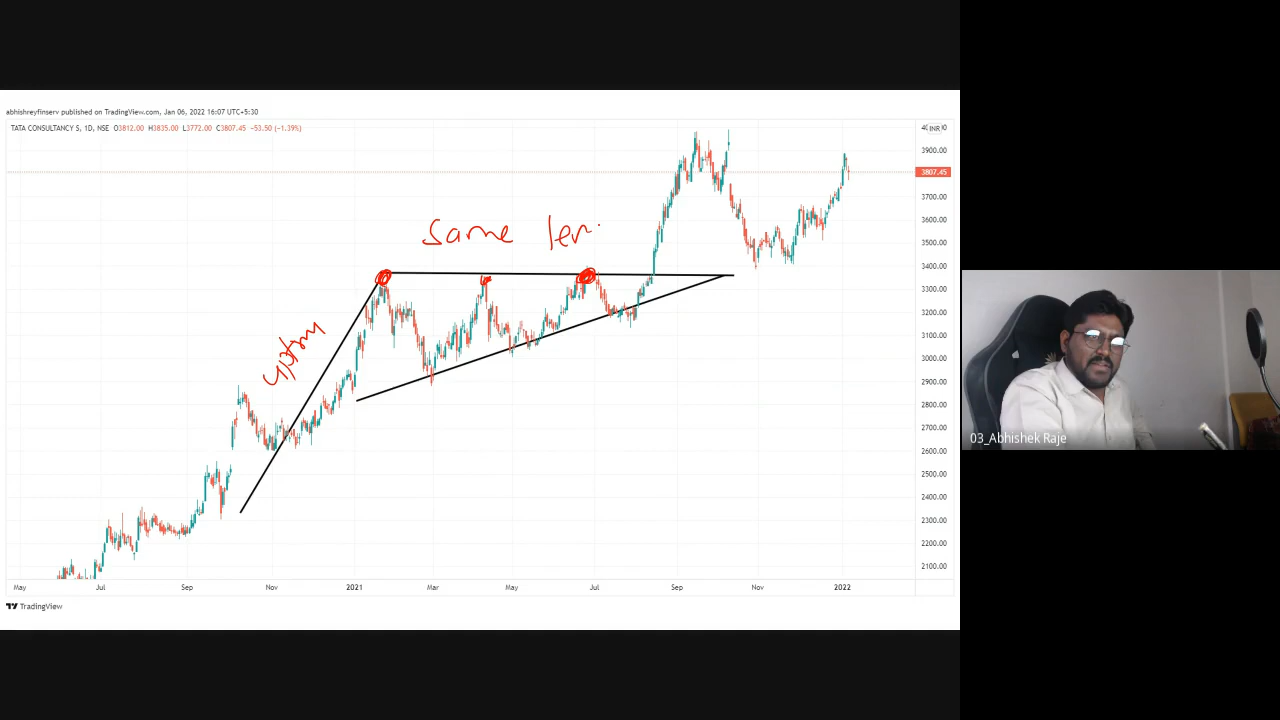 abhishreyfinserv published on TradingView.com, Jan 06, 2022 16:07 UTC+5:30
TATA CONSULTANCY S, 1D, NSE O3812.00 H3835.00 L3772.00 C3807.45 −53.50 (−1.39%)
INR
3900.00
3807.45
3700.00
3600.00
3500.00
3400.00
3300.00
3200.00
3100.00
3000.00
2900.00
2800.00
2700.00
2600.00
2500.00
2400.00
2300.00
2200.00
2100.00
Same
May Jul Sep Nov 2021 Mar May Jul Sep Nov 2022
TradingView
03_Abhishek Raje